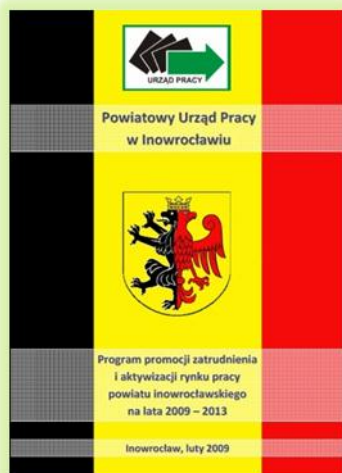 URZĄD PRACY
Powiatowy Urząd Pracy
w Inowrocławiu
Program promocji zatrudnienia
i aktywizacji rynku pracy
powiatu inowrocławskiego
na lata 2009 – 2013
Inowrocław, luty 2009